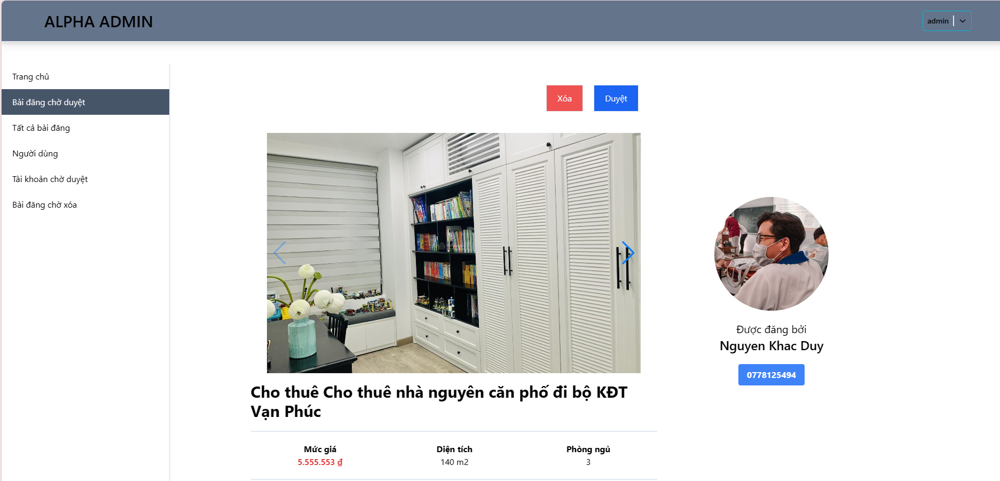 ALPHA ADMIN
admin
Trang chủ
Bài đăng chờ duyệt
Tất cả bài đăng
Người dùng
Tài khoản chờ duyệt
Bài đăng chờ xóa
Xóa
Duyệt
Được đăng bởi
Nguyen Khac Duy
0778125494
Cho thuê Cho thuê nhà nguyên căn phố đi bộ KĐT
Vạn Phúc
Mức giá
5.555.553 ₫
Diện tích
140 m2
Phòng ngủ
3